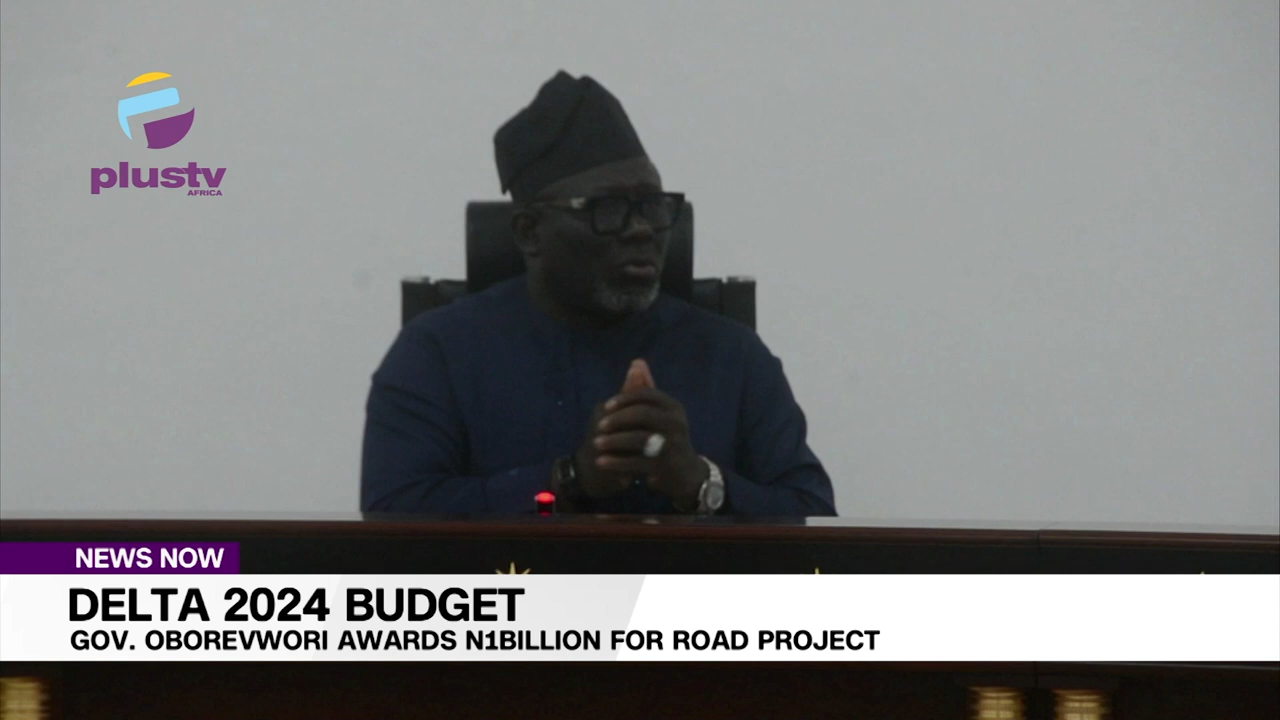 plustv
AFRICA
NEWS NOW
DELTA 2024 BUDGET
GOV. OBOREVWORI AWARDS N1BILLION FOR ROAD PROJECT